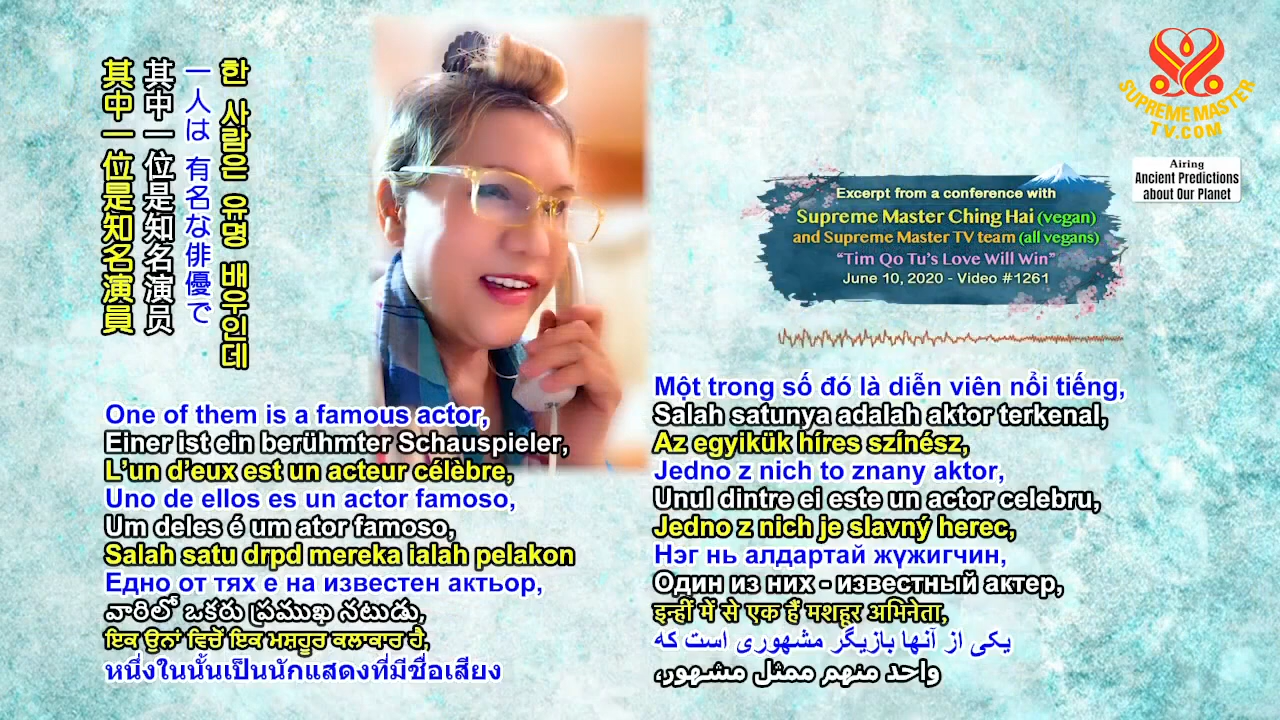 한 사람은 유명 배우인데
一人は 有名な俳優で
其中一位是知名演员
其中一位是知名演員
One of them is a famous actor,
Einer ist ein berühmter Schauspieler,
L’un d’eux est un acteur célèbre,
Uno de ellos es un actor famoso,
Um deles é um ator famoso,
Salah satu drpd mereka ialah pelakon
Едно от тях е на известен актьор,
వారిలో ఒకరు ప్రముఖ నటుడు,
ਇਕ ਉਨਾਂ ਵਿਚੋਂ ਇਕ ਮਸ਼ਹੂਰ ਕਲਾਕਾਰ ਹੈ,
หนึ่งในนั้นเป็นนักแสดงที่มีชื่อเสียง
SUPREME MASTER
TV.COM
Airing
Ancient Predictions
about Our Planet
Excerpt from a conference with
Supreme Master Ching Hai (vegan)
and Supreme Master TV team (all vegans)
“Tim Qo Tu’s Love Will Win”
June 10, 2020 - Video #1261
Một trong số đó là diễn viên nổi tiếng,
Salah satunya adalah aktor terkenal,
Az egyikük híres színész,
Jedno z nich to znany aktor,
Unul dintre ei este un actor celebru,
Jedno z nich je slavný herec,
Нэг нь алдартай жүжигчин,
Один из них - известный актер,
इन्हीं में से एक हैं मशहूर अभिनेता,
یکی از آنها بازیگر مشهوری است که
واحد منهم ممثل مشهور،